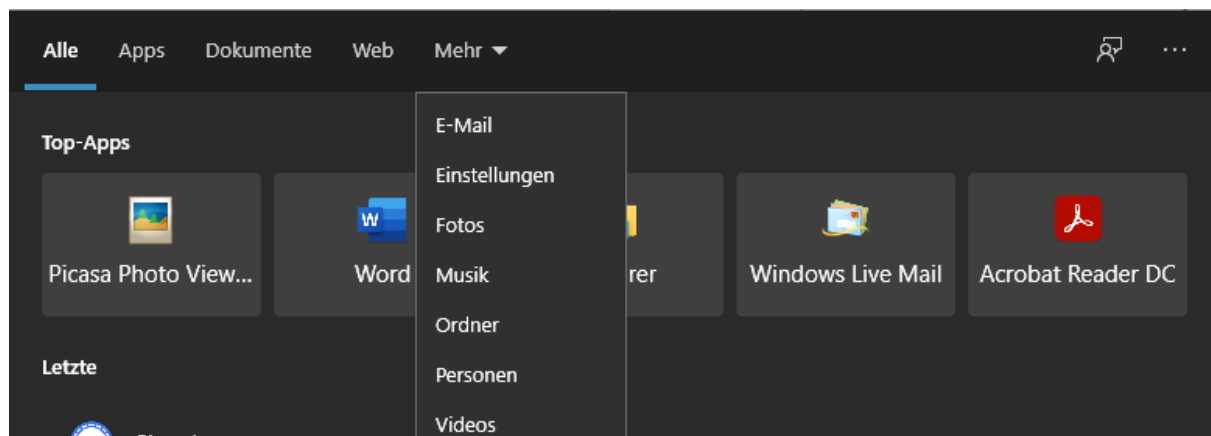 Alle Apps Dokumente Web Mehr
E-Mail
Einstellungen
Fotos
Musik
Ordner
Personen
Videos
Top-Apps
Picasa Photo View...
Word
rer
Windows Live Mail
Acrobat Reader DC
Letzte